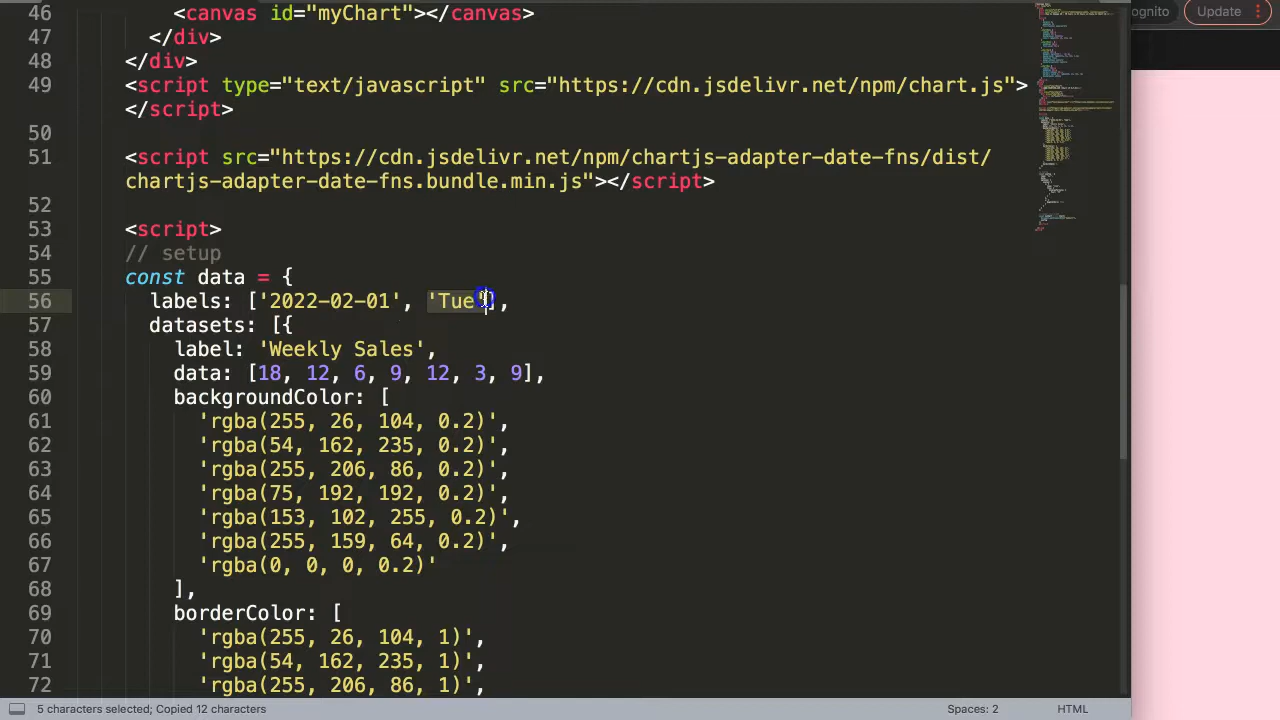 ognito
Update
46 <canvas id="myChart"></canvas>
47 </div>
48 </div>
49 <script type="text/javascript" src="https://cdn.jsdelivr.net/npm/chart.js">
</script>
50
51 <script src="https://cdn.jsdelivr.net/npm/chartjs-adapter-date-fns/dist/
chartjs-adapter-date-fns.bundle.min.js"></script>
52
53 <script>
54 // setup
55 const data = {
56 labels: ['2022-02-01', 'Tue'],
57 datasets: [{
58 label: 'Weekly Sales',
59 data: [18, 12, 6, 9, 12, 3, 9],
60 backgroundColor: [
61 'rgba(255, 26, 104, 0.2)',
62 'rgba(54, 162, 235, 0.2)',
63 'rgba(255, 206, 86, 0.2)',
64 'rgba(75, 192, 192, 0.2)',
65 'rgba(153, 102, 255, 0.2)',
66 'rgba(255, 159, 64, 0.2)',
67 'rgba(0, 0, 0, 0.2)'
68 ],
69 borderColor: [
70 'rgba(255, 26, 104, 1)',
71 'rgba(54, 162, 235, 1)',
72 'rgba(255, 206, 86, 1)',
5 characters selected; Copied 12 characters
Spaces: 2
HTML